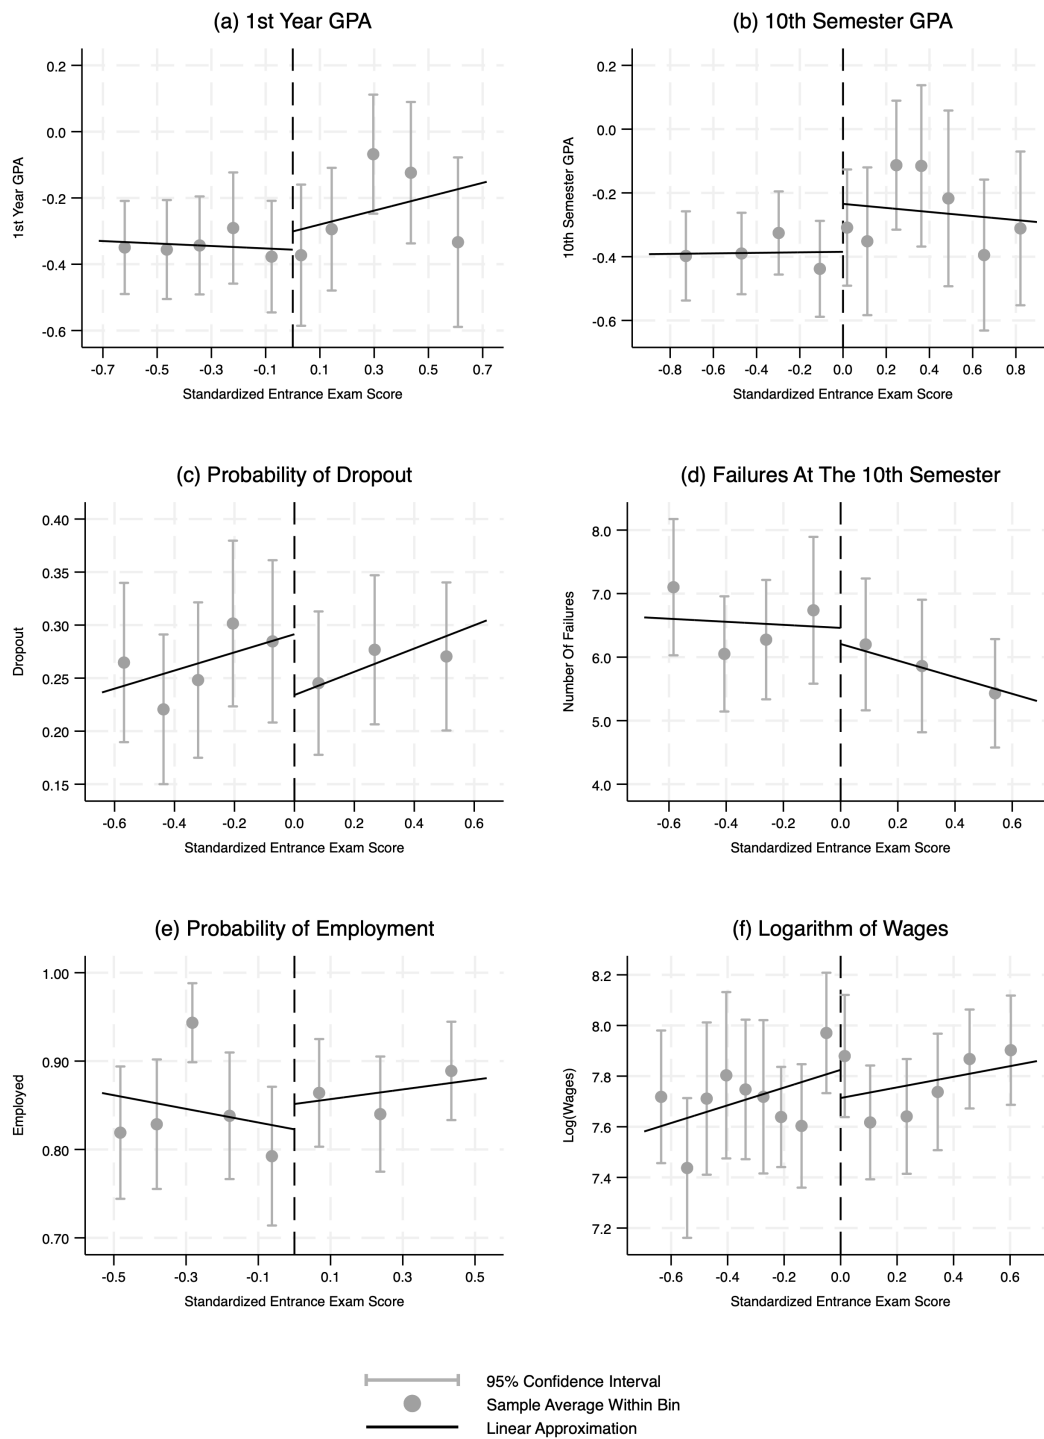 (a) 1st Year GPA
1st Year GPA
0.2
0.0
-0.2
-0.4
-0.6
-0.7 -0.5 -0.3 -0.1 0.1 0.3 0.5 0.7
Standardized Entrance Exam Score
(b) 10th Semester GPA
10th Semester GPA
0.2
0.0
-0.2
-0.4
-0.6
-0.8 -0.6 -0.4 -0.2 0.0 0.2 0.4 0.6 0.8
Standardized Entrance Exam Score
(c) Probability of Dropout
Dropout
0.40
0.35
0.30
0.25
0.20
0.15
-0.6 -0.4 -0.2 0.0 0.2 0.4 0.6
Standardized Entrance Exam Score
(d) Failures At The 10th Semester
Number Of Failures
8.0
7.0
6.0
5.0
4.0
-0.6 -0.4 -0.2 0.0 0.2 0.4 0.6
Standardized Entrance Exam Score
(e) Probability of Employment
Employed
1.00
0.90
0.80
0.70
-0.5 -0.3 -0.1 0.1 0.3 0.5
Standardized Entrance Exam Score
(f) Logarithm of Wages
Log(Wages)
8.2
8.0
7.8
7.6
7.4
7.2
-0.6 -0.4 -0.2 0.0 0.2 0.4 0.6
Standardized Entrance Exam Score
95% Confidence Interval
Sample Average Within Bin
Linear Approximation